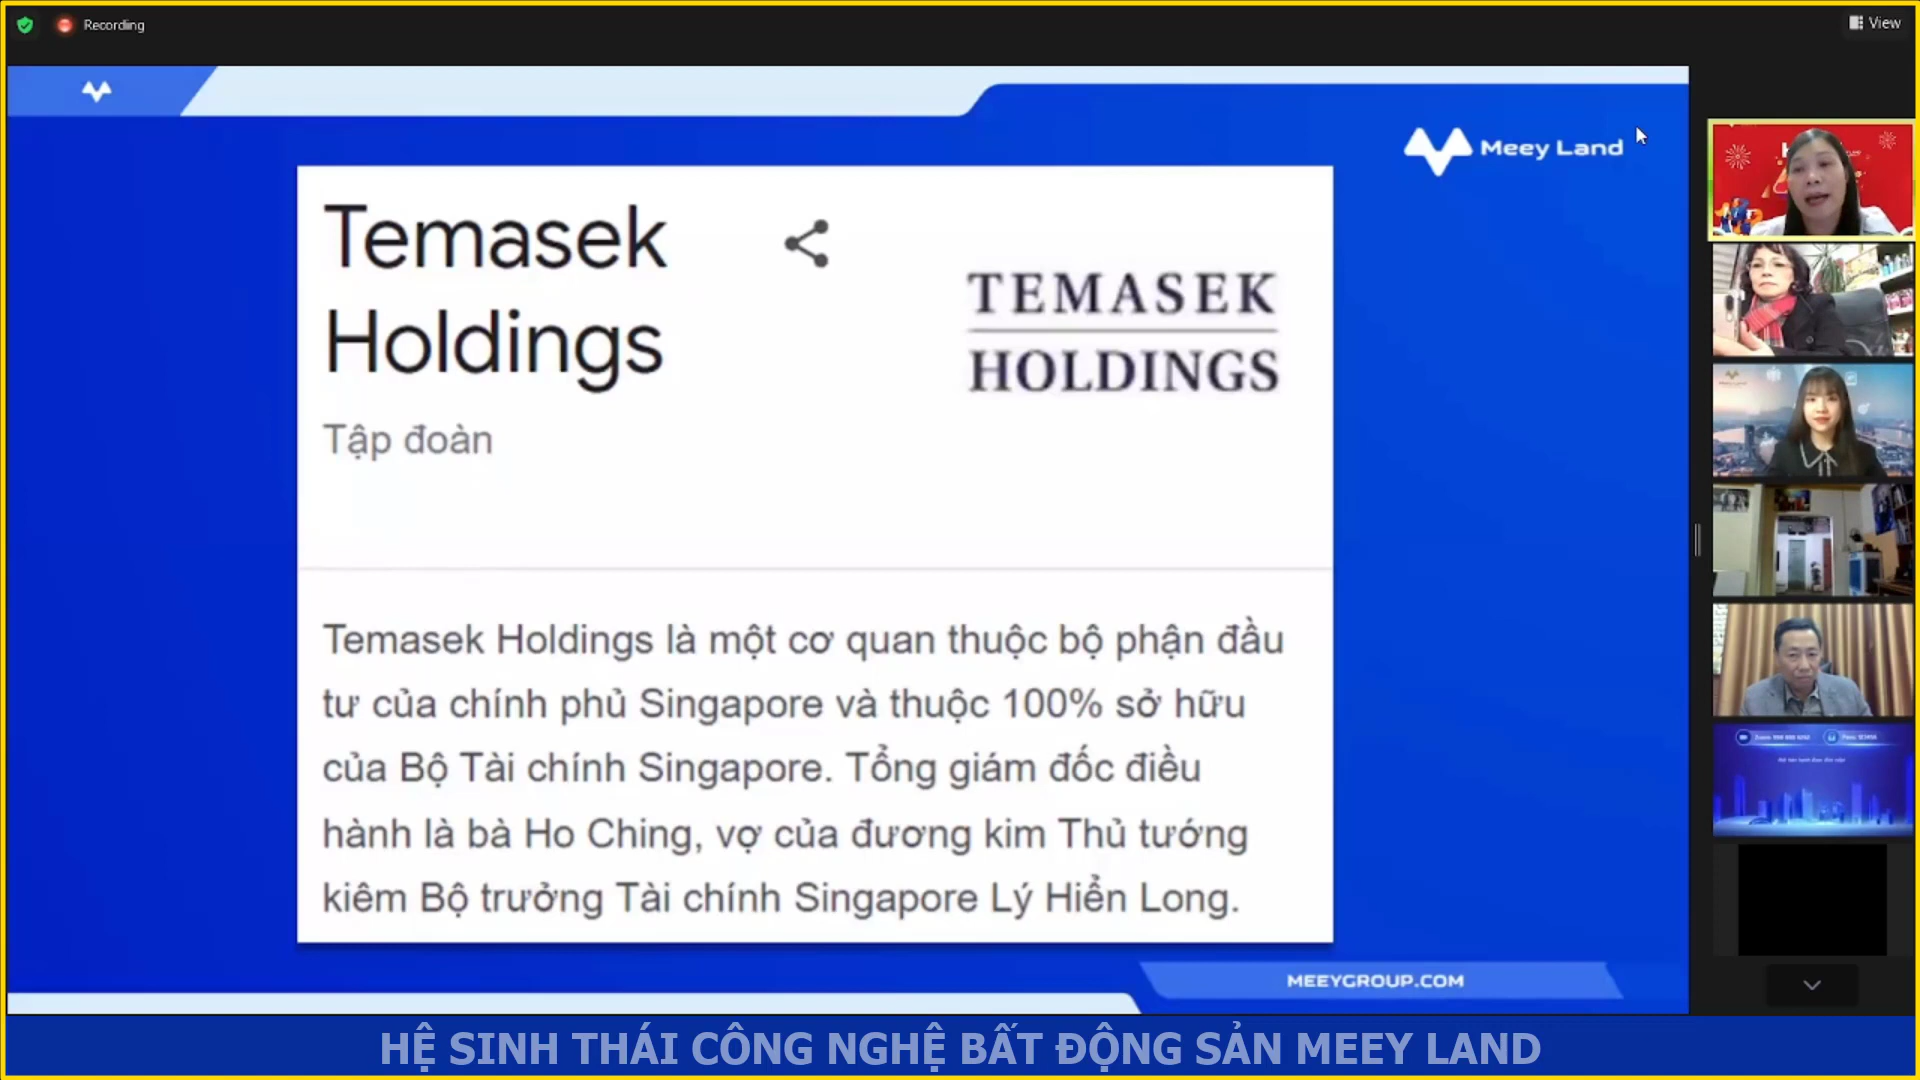 Recording
View
Meey Land
Temasek
Holdings
TEMASEK
HOLDINGS
Tập đoàn
Temasek Holdings là một cơ quan thuộc bộ phận đầu
tư của chính phủ Singapore và thuộc 100% sở hữu
của Bộ Tài chính Singapore. Tổng giám đốc điều
hành là bà Ho Ching, vợ của đương kim Thủ tướng
kiêm Bộ trưởng Tài chính Singapore Lý Hiển Long.
MEEYGROUP.COM
HỆ SINH THÁI CÔNG NGHỆ BẤT ĐỘNG SẢN MEEY LAND